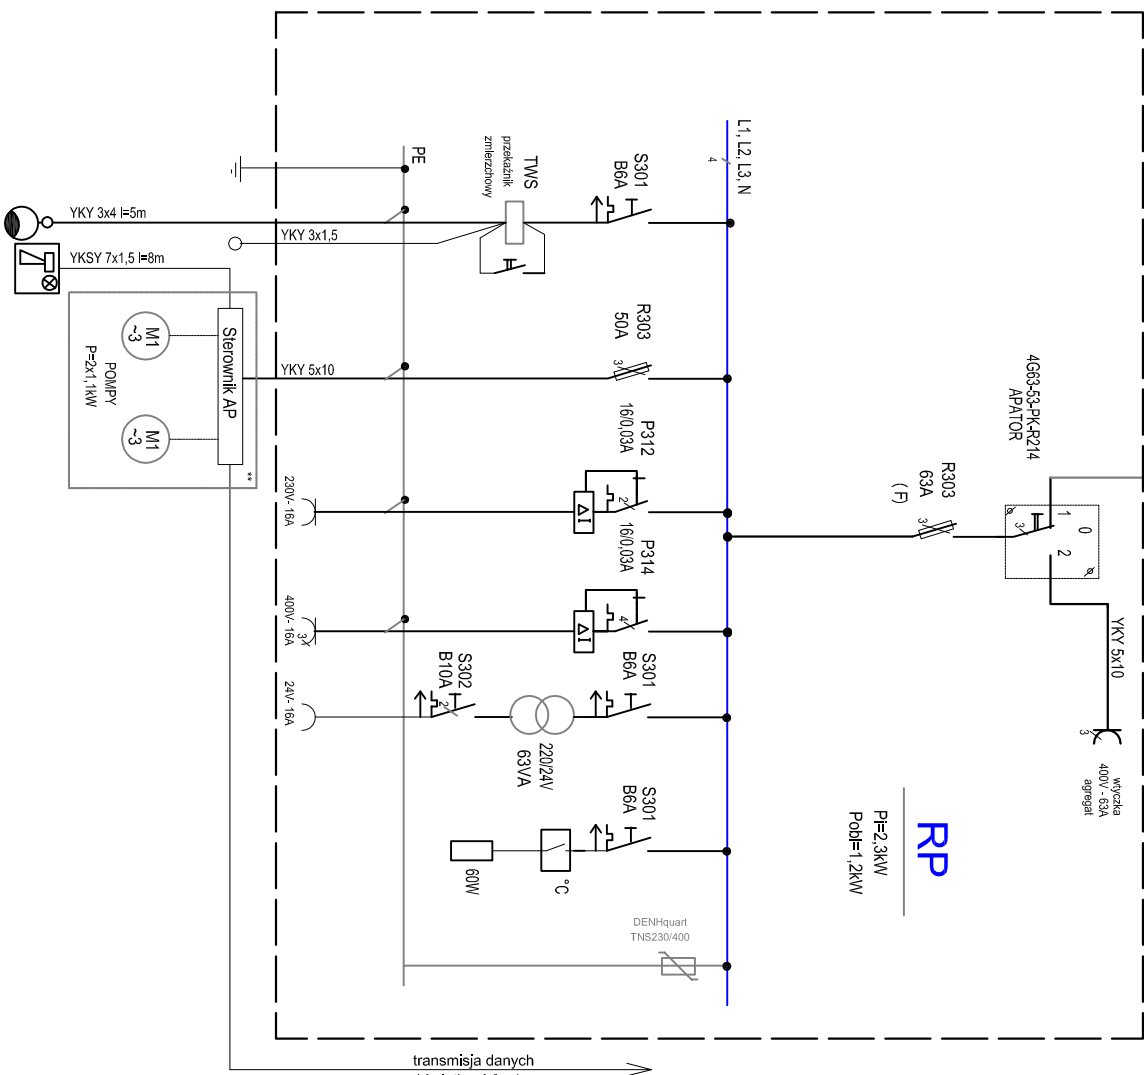 L1, L2, L3, N
4
PE
TWS
przekaźnik
zmierzchowy
S301
B6A
YKY 3x4 l=5m
YKY 3x1,5
YKSY 7x1,5 l=8m
Sterownik AP
M1
~3
M1
~3
POMPY
P=2x1,1kW
**
YKY 5x10
R303
50A
3
P312
16/0,03A
2
ΔI
230V- 16A
P314
16/0,03A
4
ΔI
400V- 16A
3
S301
B6A
220/24V
63VA
S302
B10A
2
24V- 16A
S301
B6A
°C
60W
DENHquart
TNS230/400
4G63-53-PK-R214
APATOR
1
0
2
3
R303
63A
( F)
3
YKY 5x10
3
wtyczka
400V - 63A
agregat
RP
Pi=2,3kW
Pobl=1,2kW
transmisja danych